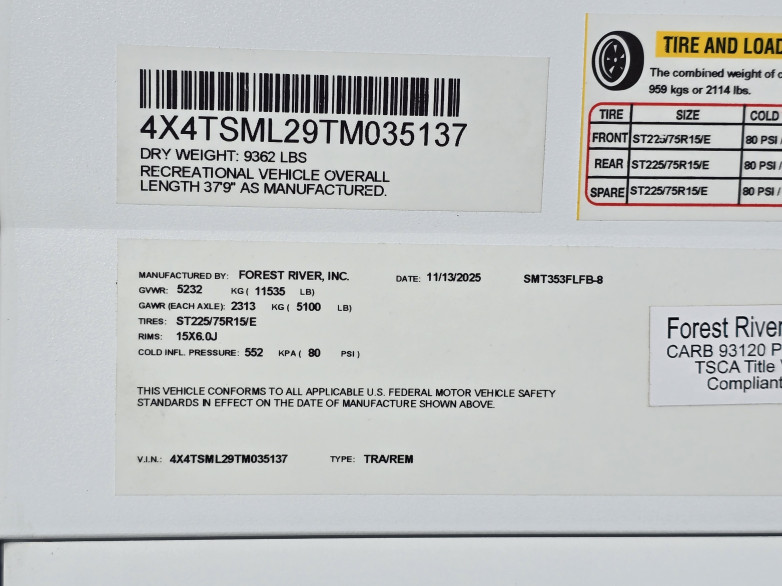 4X4TSML29TM035137
DRY WEIGHT: 9362 LBS
RECREATIONAL VEHICLE OVERALL
LENGTH 37'9" AS MANUFACTURED.
TIRE AND LOAD
The combined weight of
959 kgs or 2114 lbs.
TIRE SIZE COLD
FRONT ST225/75R15/E 80 PSI /
REAR ST225/75R15/E 80 PSI /
SPARE ST225/75R15/E 80 PSI /
MANUFACTURED BY: FOREST RIVER, INC. DATE: 11/13/2025 SMT353FLFB-8
GVWR: 5232 KG ( 11535 LB)
GAWR (EACH AXLE): 2313 KG ( 5100 LB)
TIRES: ST225/75R15/E
RIMS: 15X6.0J
COLD INFL. PRESSURE: 552 KPA ( 80 PSI )
THIS VEHICLE CONFORMS TO ALL APPLICABLE U.S. FEDERAL MOTOR VEHICLE SAFETY
STANDARDS IN EFFECT ON THE DATE OF MANUFACTURE SHOWN ABOVE.
V.I.N.: 4X4TSML29TM035137 TYPE: TRA/REM
Forest River
CARB 93120 P
TSCA Title
Compliant